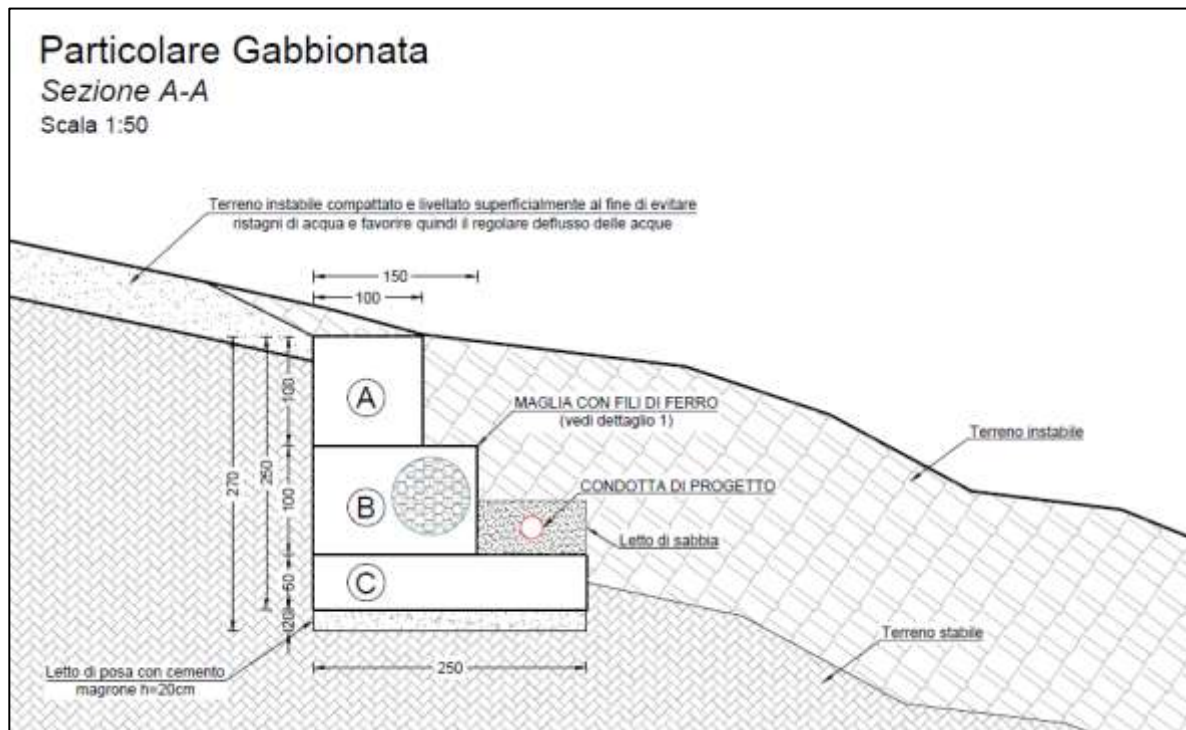 Particolare Gabbionata
Sezione A-A
Scala 1:50
Terreno instabile compattato e livellato superficialmente al fine di evitare
ristagni di acqua e favorire quindi il regolare deflusso delle acque
150
100
A
100
270
250
MAGLIA CON FILI DI FERRO
(vedi dettaglio 1)
Terreno instabile
B
100
CONDOTTA DI PROGETTO
Letto di sabbia
C
50
20
Terreno stabile
Letto di posa con cemento
magrone h=20cm
250